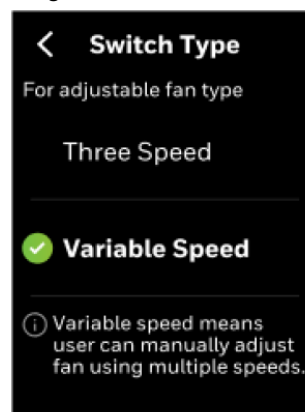 Switch Type
For adjustable fan type
Three Speed
Variable Speed
Variable speed means
user can manually adjust
fan using multiple speeds.